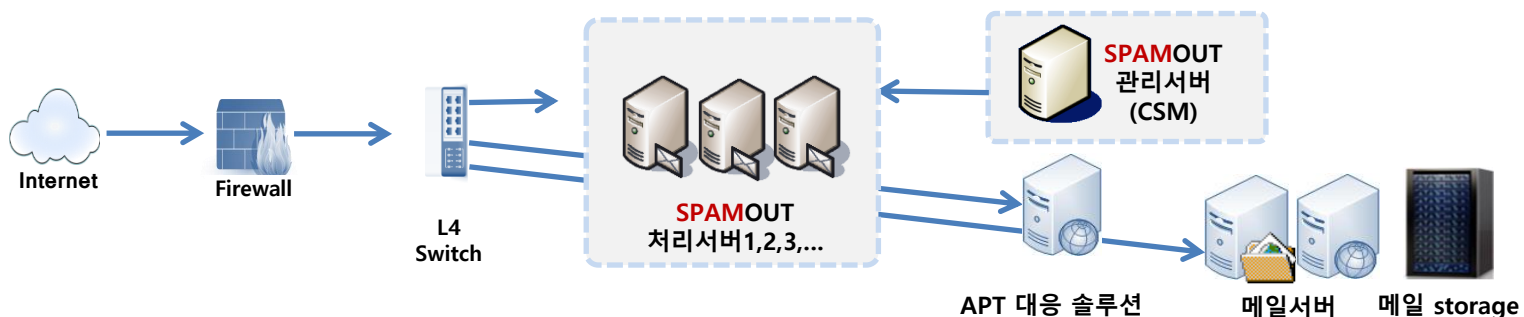 Internet
Firewall
L4
Switch
SPAMOUT
처리서버1,2,3,...
SPAMOUT
관리서버
(CSM)
APT 대응 솔루션
메일서버
메일 storage